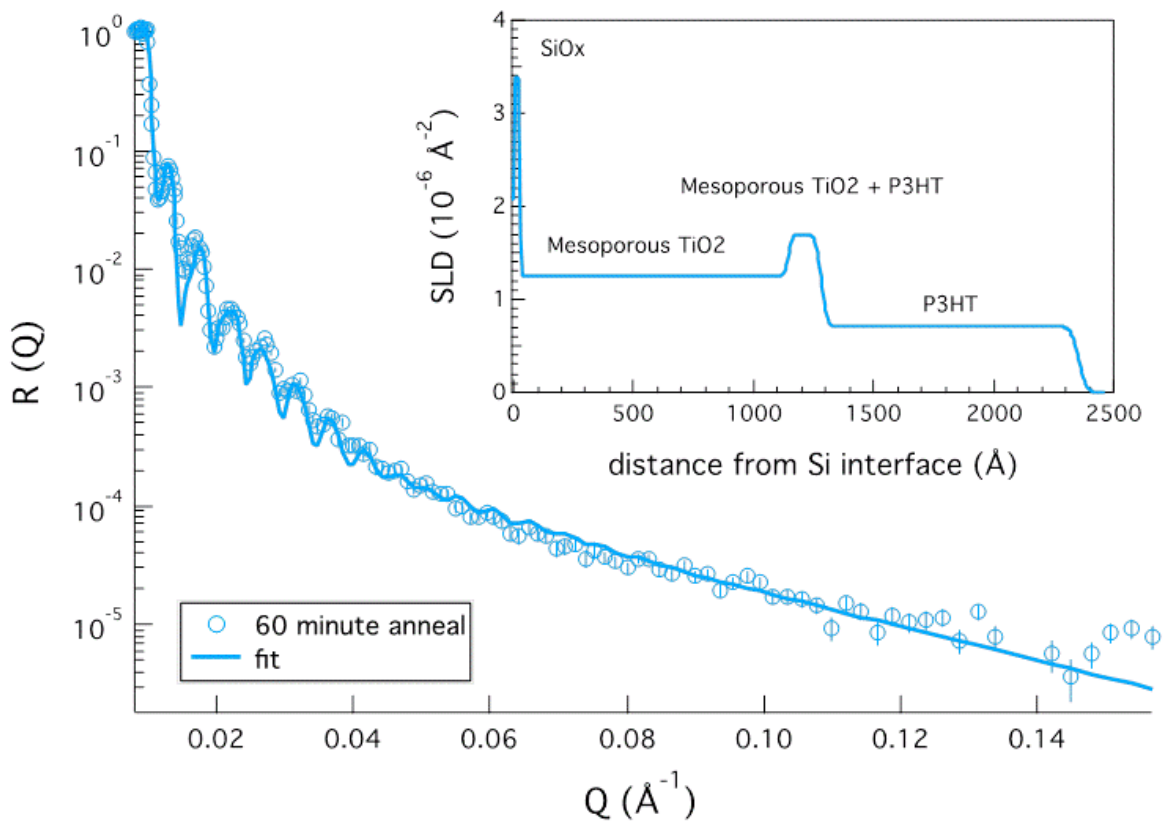 10⁰
10⁻¹
10⁻²
10⁻³
10⁻⁴
10⁻⁵
R (Q)
0.02 0.04 0.06 0.08 0.10 0.12 0.14
Q (Å⁻¹)
60 minute anneal
fit
4
3
2
1
0
SLD (10⁻⁶ Å⁻²)
SiOx
Mesoporous TiO2 + P3HT
Mesoporous TiO2
P3HT
0 500 1000 1500 2000 2500
distance from Si interface (Å)